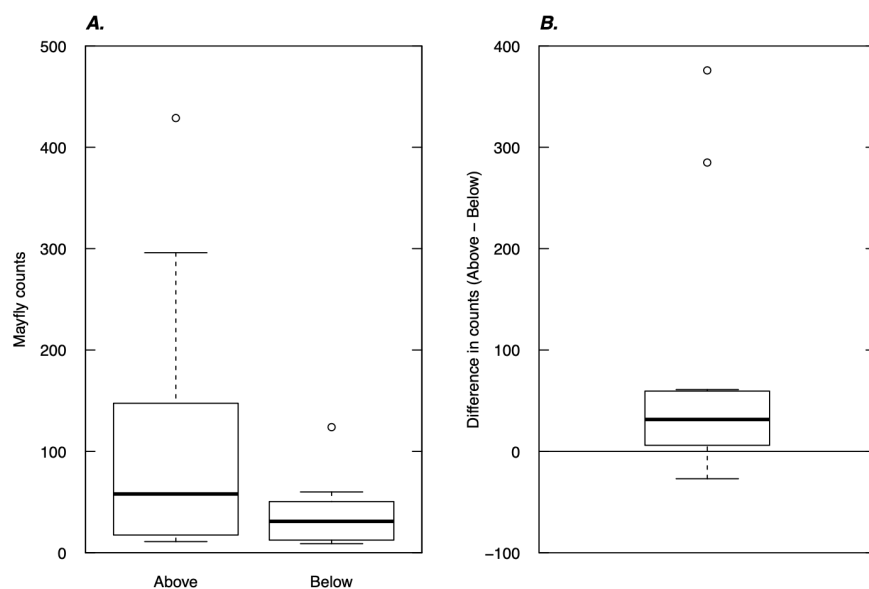 A.
Mayfly counts
500
400
300
200
100
0
Above Below
B.
Difference in counts (Above − Below)
400
300
200
100
0
−100